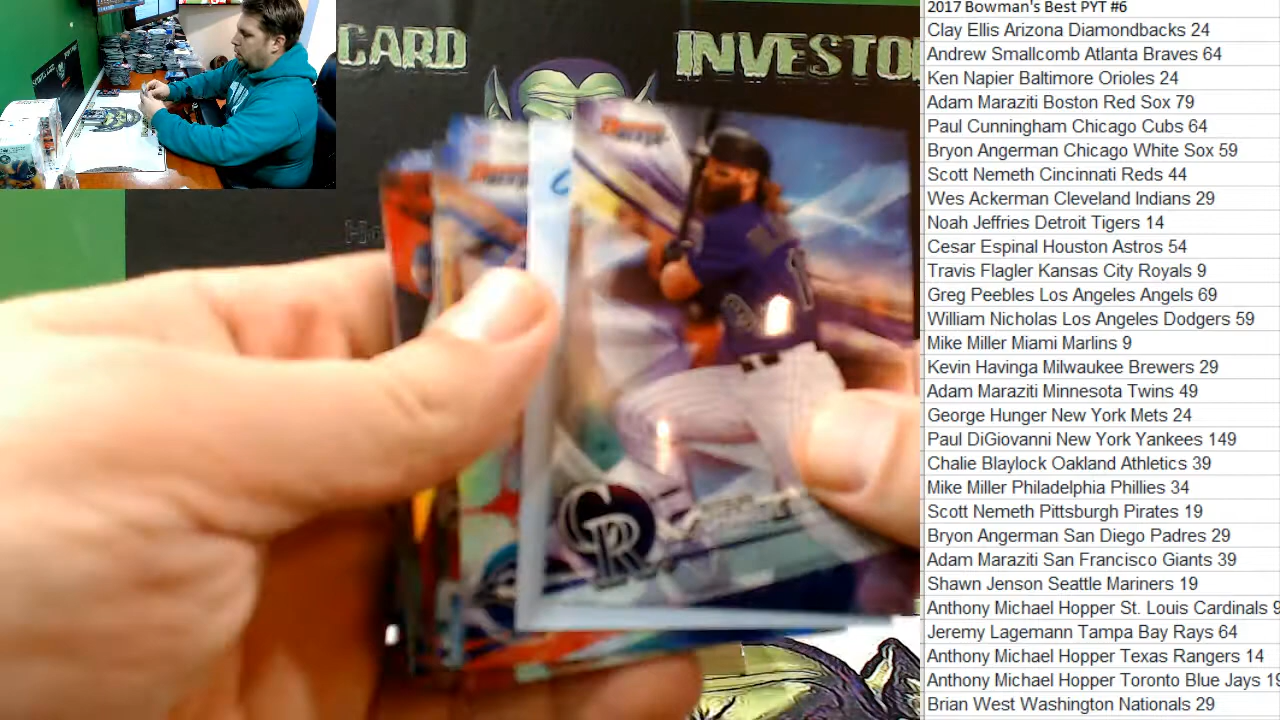 CARD INVESTO
2017 Bowman's Best PYT #6
Clay Ellis Arizona Diamondbacks 24
Andrew Smallcomb Atlanta Braves 64
Ken Napier Baltimore Orioles 24
Adam Maraziti Boston Red Sox 79
Paul Cunningham Chicago Cubs 64
Bryon Angerman Chicago White Sox 59
Scott Nemeth Cincinnati Reds 44
Wes Ackerman Cleveland Indians 29
Noah Jeffries Detroit Tigers 14
Cesar Espinal Houston Astros 54
Travis Flagler Kansas City Royals 9
Greg Peebles Los Angeles Angels 69
William Nicholas Los Angeles Dodgers 59
Mike Miller Miami Marlins 9
Kevin Havinga Milwaukee Brewers 29
Adam Maraziti Minnesota Twins 49
George Hunger New York Mets 24
Paul DiGiovanni New York Yankees 149
Chalie Blaylock Oakland Athletics 39
Mike Miller Philadelphia Phillies 34
Scott Nemeth Pittsburgh Pirates 19
Bryon Angerman San Diego Padres 29
Adam Maraziti San Francisco Giants 39
Shawn Jenson Seattle Mariners 19
Anthony Michael Hopper St. Louis Cardinals 9
Jeremy Lagemann Tampa Bay Rays 64
Anthony Michael Hopper Texas Rangers 14
Anthony Michael Hopper Toronto Blue Jays 19
Brian West Washington Nationals 29
CR